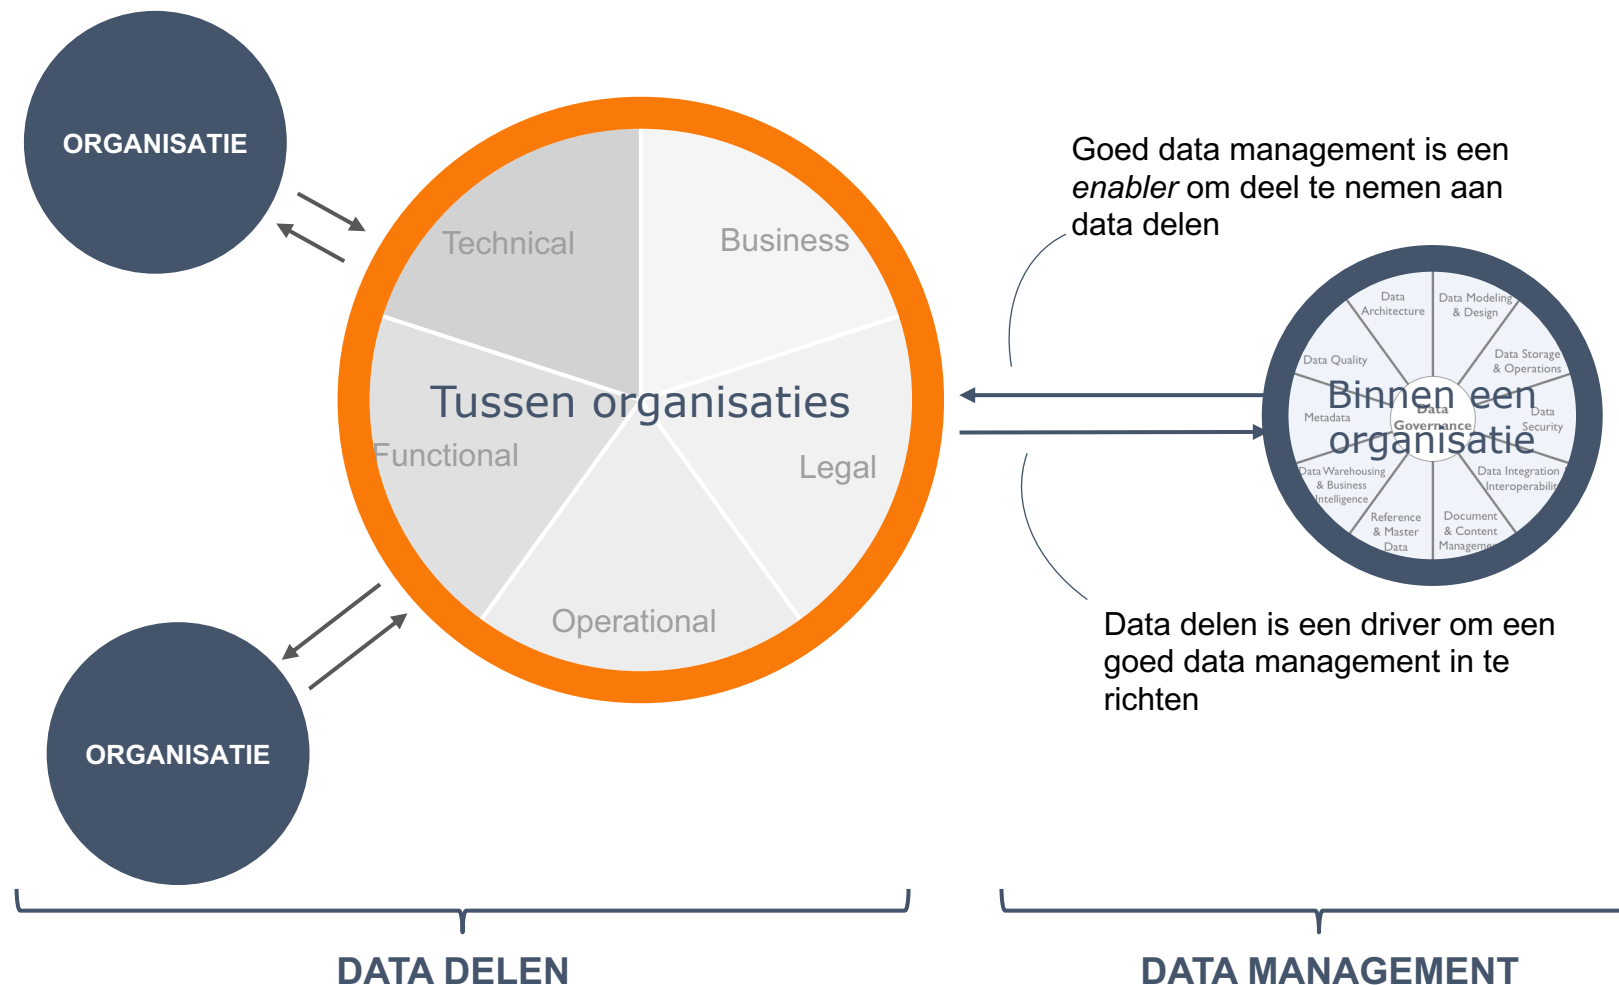 ORGANISATIE
Technical
Business
Tussen organisaties
Functional
Legal
Operational
ORGANISATIE
Goed data management is een
enabler om deel te nemen aan
data delen
Data
Architecture
Data Modeling
& Design
Data Quality
Data Storage
& Operations
Binnen een
organisatie
Metadata
Data
Governance
Data
Security
Data Warehousing
& Business
Intelligence
Data Integration
Interoperabilit
Reference
& Master
Data
Document
& Content
Managemen
Data delen is een driver om een
goed data management in te
richten
DATA DELEN
DATA MANAGEMENT